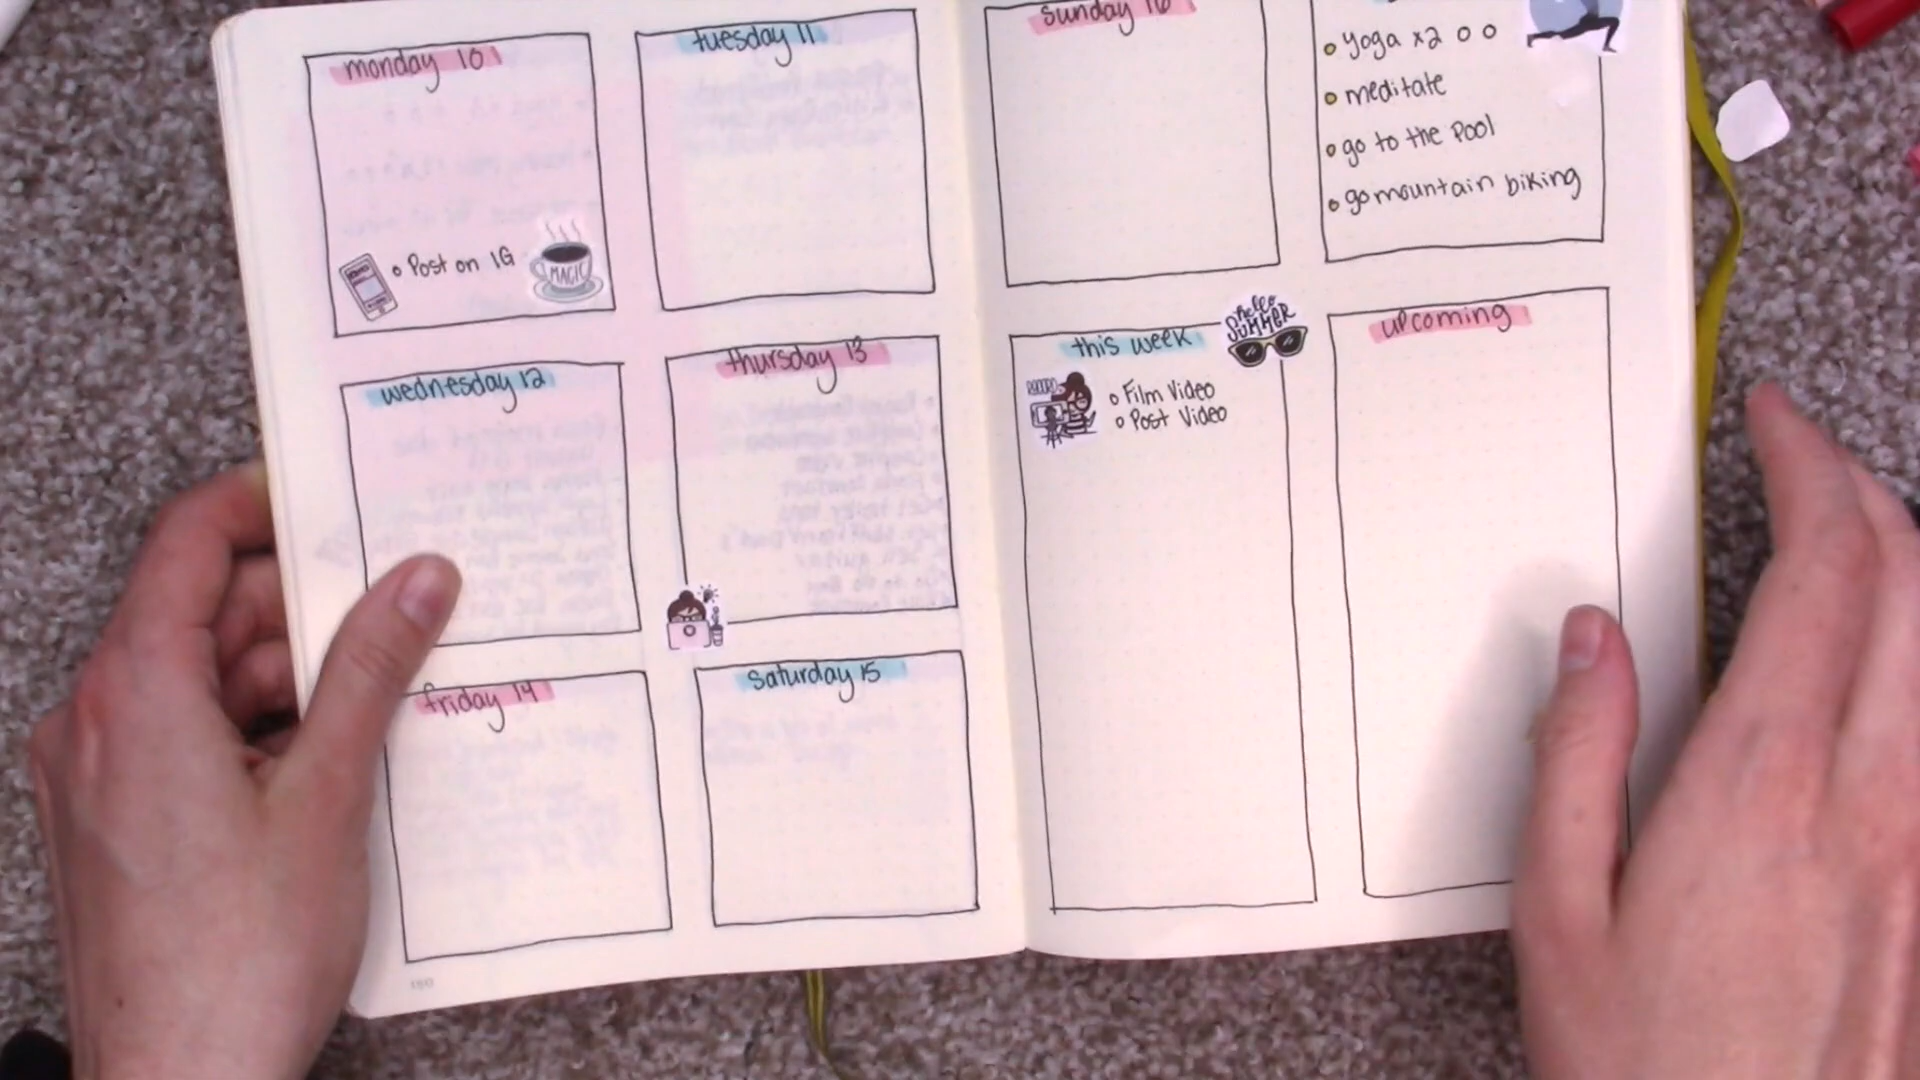 monday 10
Post on IG
MAGIC
tuesday 11
wednesday 12
thursday 13
friday 14
saturday 15
sunday 16
yoga x2 o o
meditate
go to the pool
go mountain biking
this week
hello
SUMMER
RECORD
Film Video
Post Video
upcoming